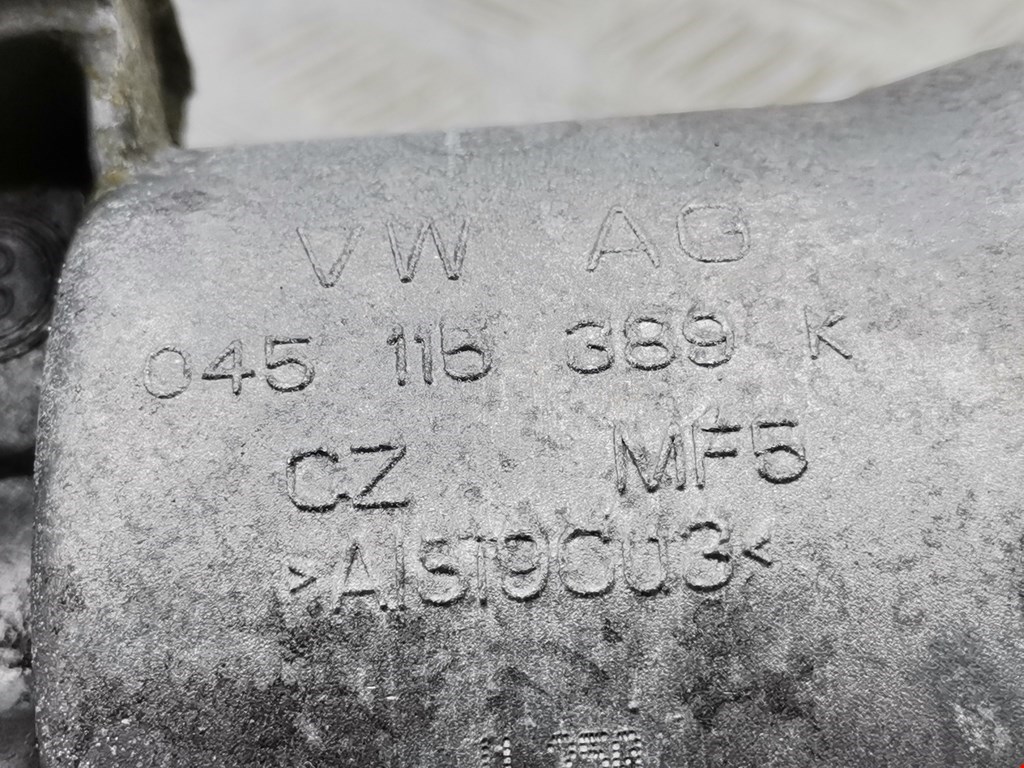 VW AG
045 115 389 K
CZ MF5
>AlSi9Cu3<